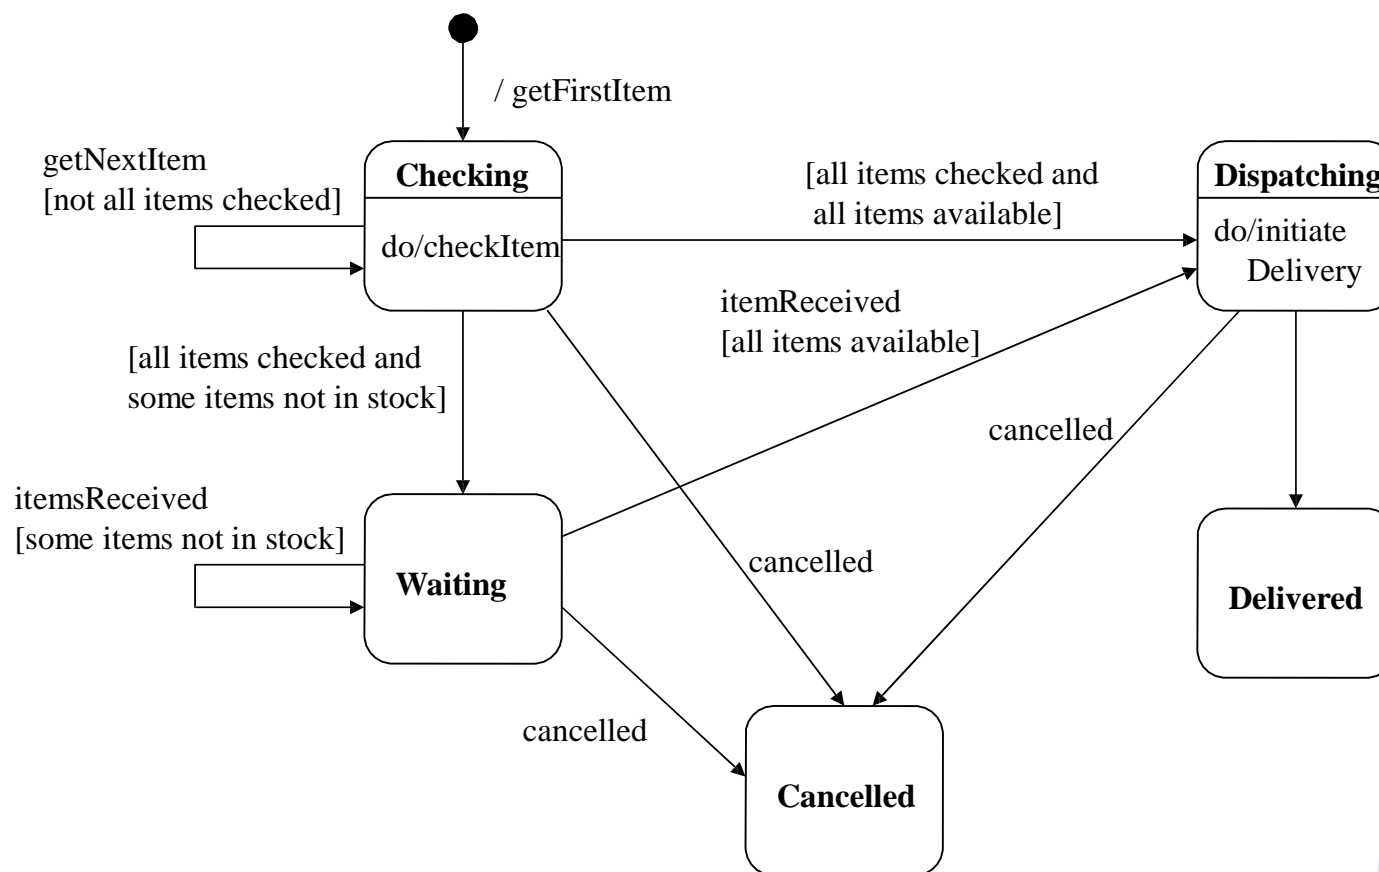 / getFirstItem
getNextItem
[not all items checked]
Checking
do/checkItem
[all items checked and
all items available]
Dispatching
do/initiate
Delivery
itemReceived
[all items available]
[all items checked and
some items not in stock]
cancelled
itemsReceived
[some items not in stock]
Waiting
cancelled
Delivered
cancelled
Cancelled